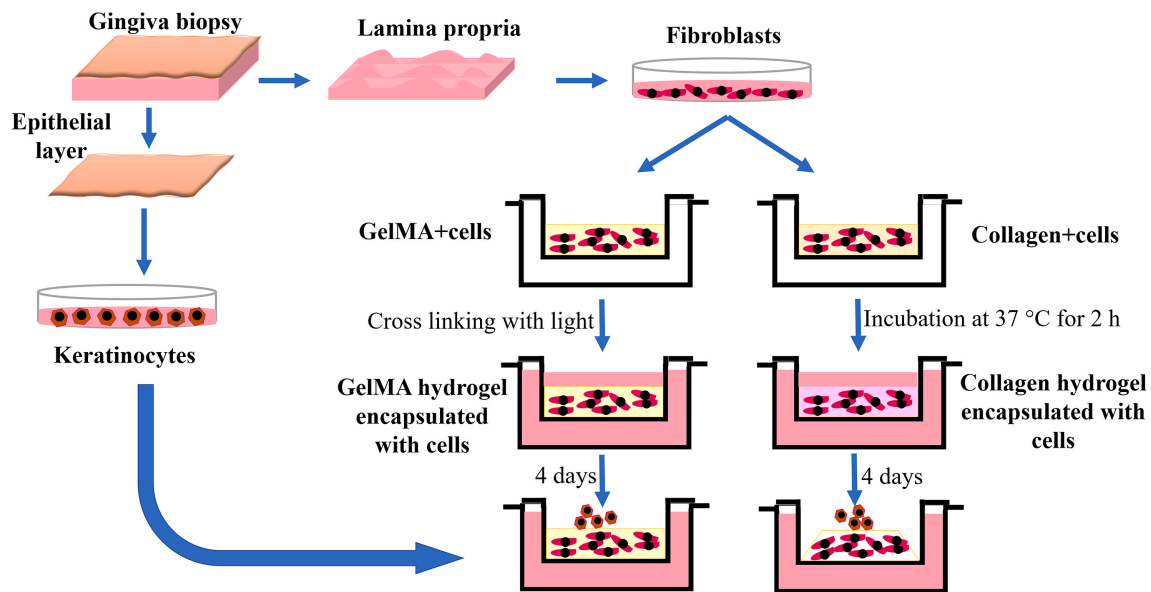 Gingiva biopsy
Lamina propria
Fibroblasts
Epithelial
layer
GelMA+cells
Collagen+cells
Cross linking with light
Incubation at 37 °C for 2 h
Keratinocytes
GelMA hydrogel
encapsulated
with cells
Collagen hydrogel
encapsulated with
cells
4 days
4 days